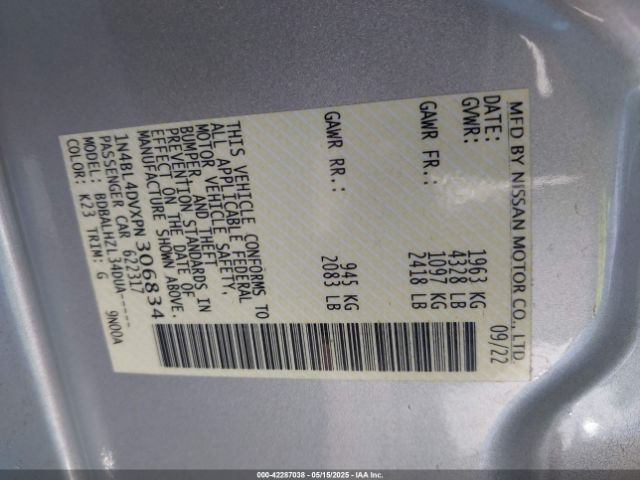 MFD BY NISSAN MOTOR CO., LTD.
DATE: 09/22
GVWR: 1963 KG
4328 LB
GAWR FR.: 1097 KG
2418 LB
GAWR RR.: 945 KG
2083 LB
THIS VEHICLE CONFORMS TO
ALL APPLICABLE FEDERAL
MOTOR VEHICLE SAFETY,
BUMPER, AND THEFT
PREVENTION STANDARDS IN
EFFECT ON THE DATE OF
MANUFACTURE SHOWN ABOVE.
1N4BL4DVXPN306834
PASSENGER CAR 622317
MODEL: BDBALHZL34DUA-----
COLOR: K23 TRIM: G 9N00A
000-42287038 - 05/15/2025 - IAA Inc.